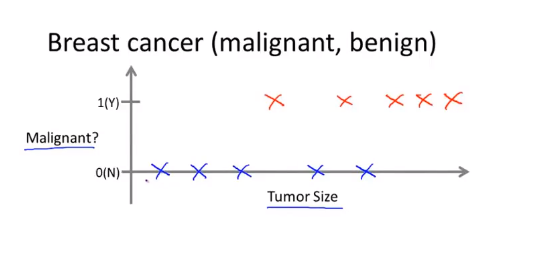 Breast cancer (malignant, benign)
1(Y)
Malignant?
0(N)
Tumor Size